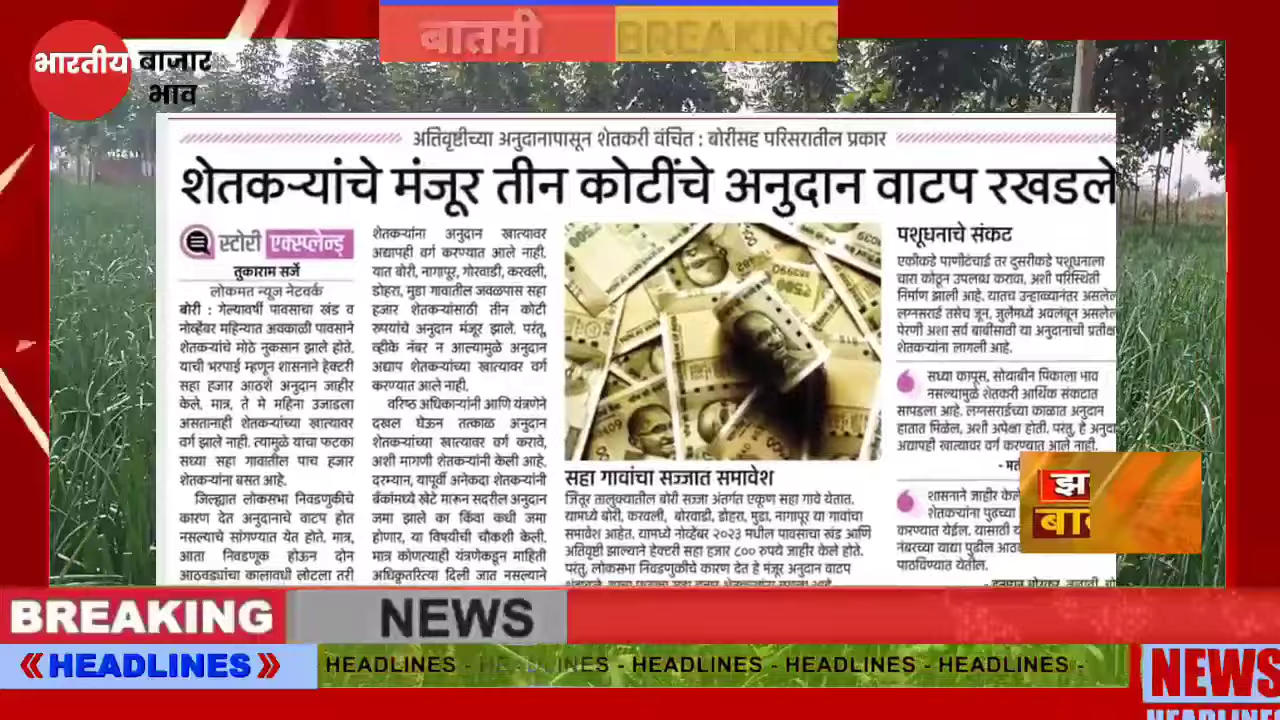 बातमी BREAKING
भारतीय बाजार
भाव
अतिवृष्टीच्या अनुदानापासून शेतकरी वंचित : बोरीसह परिसरातील प्रकार
शेतकऱ्यांचे मंजूर तीन कोटींचे अनुदान वाटप रखडले
स्टोरी एक्स्प्लेन्ड्
तुकाराम सर्जे
लोकमत न्यूज नेटवर्क
बोरी : गेल्यावर्षी पावसाचा खंड व
नोव्हेंबर महिन्यात अवकाळी पावसाने
शेतकऱ्यांचे मोठे नुकसान झाले होते.
याची भरपाई म्हणून शासनाने हेक्टरी
सहा हजार आठशे अनुदान जाहीर
केले. मात्र, ते मे महिना उजाडला
असतानाही शेतकऱ्यांच्या खात्यावर
वर्ग झाले नाही. त्यामुळे याचा फटका
सध्या सहा गावातील पाच हजार
शेतकऱ्यांना बसत आहे.
जिल्ह्यात लोकसभा निवडणुकीचे
कारण देत अनुदानाचे वाटप होत
नसल्याचे सांगण्यात येत होते. मात्र,
आता निवडणूक होऊन दोन
आठवड्यांचा कालावधी लोटला तरी
शेतकऱ्यांना अनुदान खात्यावर
अद्यापही वर्ग करण्यात आले नाही.
यात बोरी, नागापूर, गोरवाडी, करवली,
डोहरा, मुडा गावातील जवळपास सहा
हजार शेतकऱ्यांसाठी तीन कोटी
रुपयांचे अनुदान मंजूर झाले. परंतु,
व्हीके नंबर न आल्यामुळे अनुदान
अद्याप शेतकऱ्यांच्या खात्यावर वर्ग
करण्यात आले नाही.
वरिष्ठ अधिकाऱ्यांनी आणि यंत्रणेने
दखल घेऊन तत्काळ अनुदान
शेतकऱ्यांच्या खात्यावर वर्ग करावे,
अशी मागणी शेतकऱ्यांनी केली आहे.
दरम्यान, यापूर्वी अनेकदा शेतकऱ्यांनी
बँकांमध्ये खेटे मारून सदरील अनुदान
जमा झाले का किंवा कधी जमा
होणार, या विषयीची चौकशी केली.
मात्र कोणत्याही यंत्रणेकडून माहिती
अधिकृतरित्या दिली जात नसल्याने
सहा गावांचा सज्जात समावेश
जिंतूर तालुक्यातील बोरी सज्जा अंतर्गत एकूण सहा गावे येतात.
यामध्ये बोरी, करवली, बोरवाडी, डोहरा, मुडा, नागापूर या गावांचा
समावेश आहेत. यामध्ये नोव्हेंबर २०२३ मधील पावसाचा खंड आणि
अतिवृष्टी झाल्याने हेक्टरी सहा हजार ८०० रुपये जाहीर केले होते.
परंतु, लोकसभा निवडणुकीचे कारण देत हे मंजूर अनुदान वाटप
पशूधनाचे संकट
एकीकडे पाणीटंचाई तर दुसरीकडे पशूधनाला
चारा कोठून उपलब्ध करावा, अशी परिस्थिती
निर्माण झाली आहे. यातच उन्हाळ्यानंतर असलेल
लग्नसराई तसेच जून, जुलैमध्ये अवलंबून असलेल
पेरणी अशा सर्व बाबीसाठी या अनुदानाची प्रतीक्ष
शेतकऱ्यांना लागली आहे.
सध्या कापूस, सोयाबीन पिकाला भाव
नसल्यामुळे शेतकरी आर्थिक संकटात
सापडला आहे. लग्नसराईच्या काळात अनुदान
हातात मिळेल, अशी अपेक्षा होती. परंतु, हे अनुदा
अद्यापही खात्यावर वर्ग करण्यात आले नाही.
शासनाने जाहीर केले
शेतकऱ्यांना पुढच्या
करण्यात येईल. यासाठी
नंबरच्या याद्या पुढील आठ
पाठविण्यात येतील.
BREAKING NEWS
HEADLINES HEADLINES - HEADLINES - HEADLINES - HEADLINES - HEADLINES -
NEWS
HEADLINES